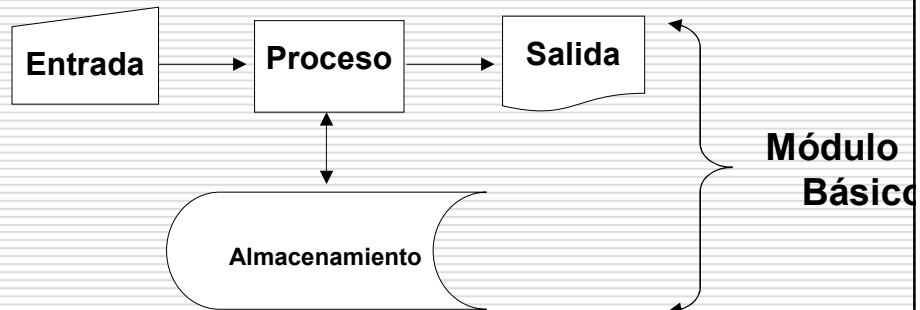 Entrada
Proceso
Salida
Módulo
Básico
Almacenamiento